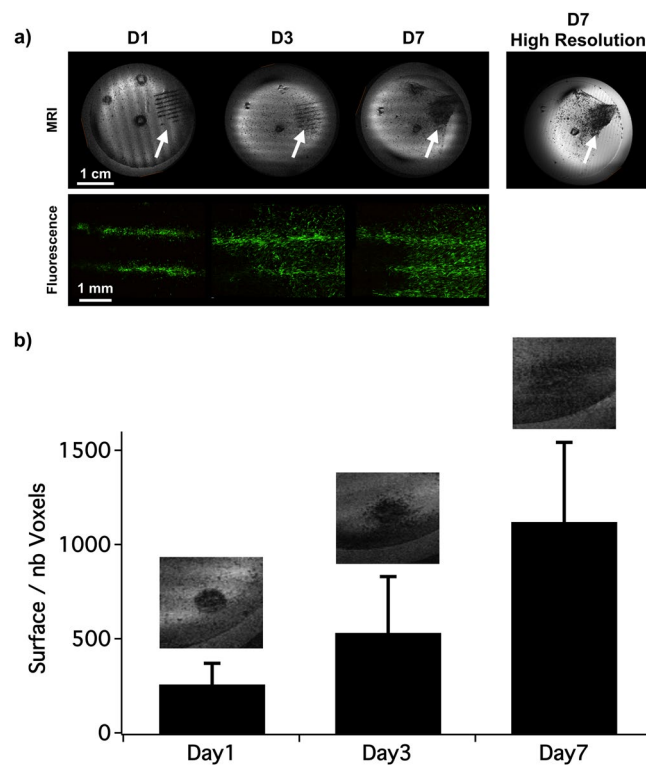 a)
D1
D3
D7
D7
High Resolution
MRI
1 cm
Fluorescence
1 mm
b)
Surface / nb Voxels
1500
1000
500
0
Day1
Day3
Day7